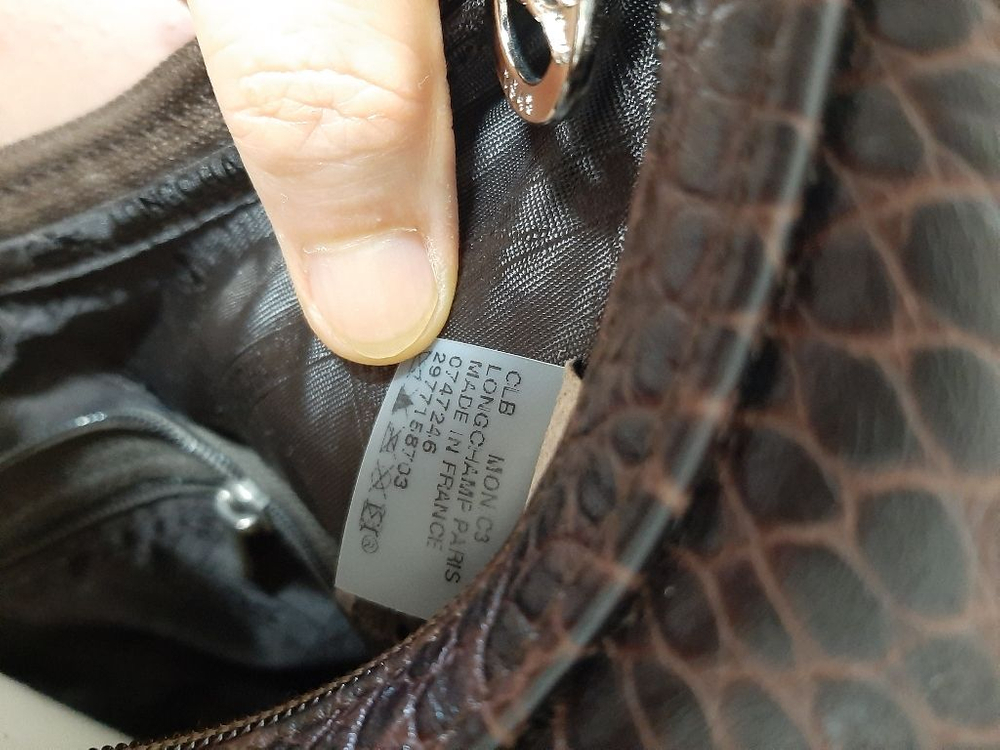 CLB MON C3
LONGCHAMP PARIS
MADE IN FRANCE
0747246
2977158703